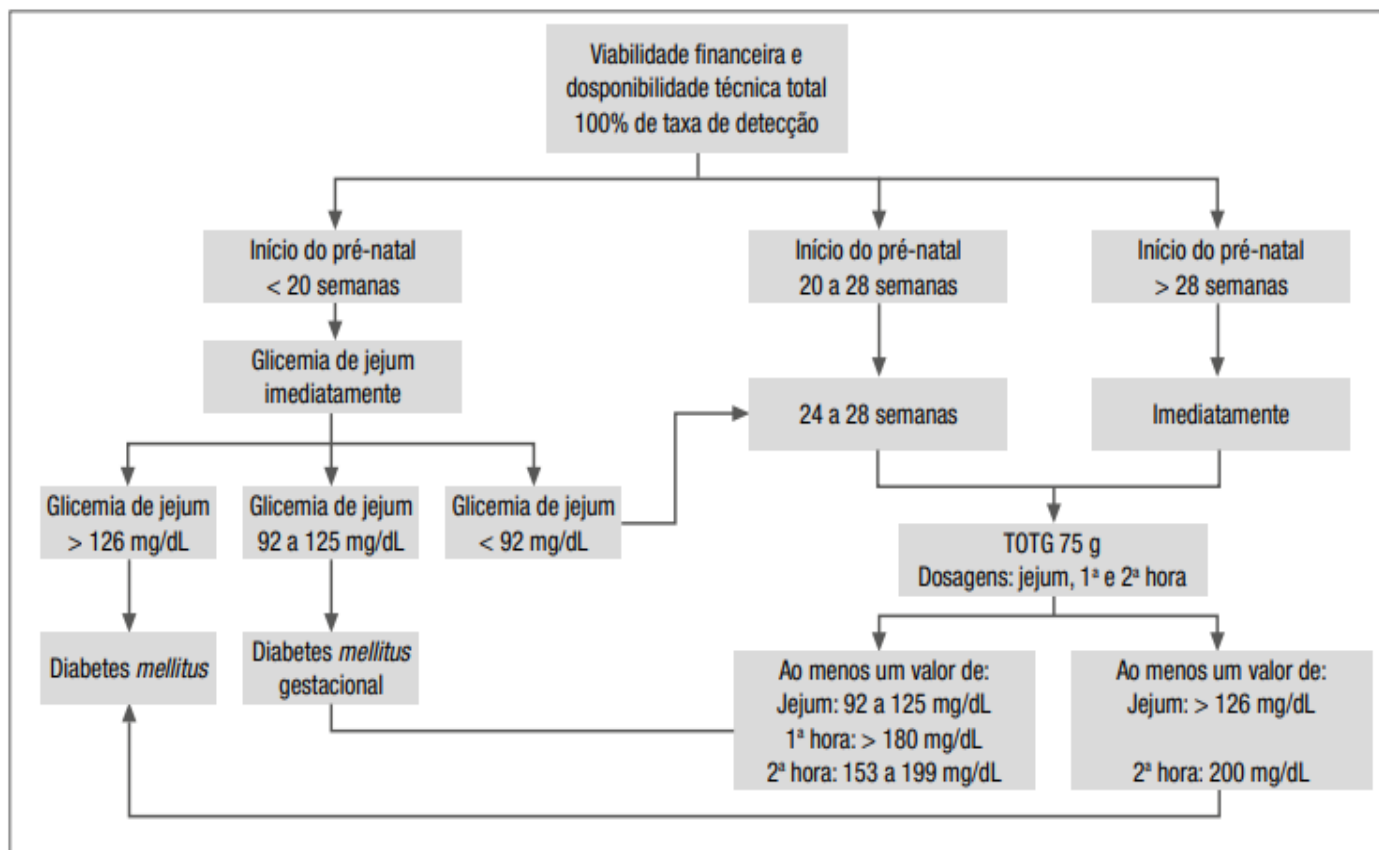 Viabilidade financeira e
dosponibilidade técnica total
100% de taxa de detecção
Início do pré-natal
< 20 semanas
Início do pré-natal
20 a 28 semanas
Início do pré-natal
> 28 semanas
Glicemia de jejum
imediatamente
24 a 28 semanas
Imediatamente
Glicemia de jejum
> 126 mg/dL
Glicemia de jejum
92 a 125 mg/dL
Glicemia de jejum
< 92 mg/dL
TOTG 75 g
Dosagens: jejum, 1ª e 2ª hora
Diabetes mellitus
Diabetes mellitus
gestacional
Ao menos um valor de:
Jejum: 92 a 125 mg/dL
1ª hora: > 180 mg/dL
2ª hora: 153 a 199 mg/dL
Ao menos um valor de:
Jejum: > 126 mg/dL
2ª hora: 200 mg/dL